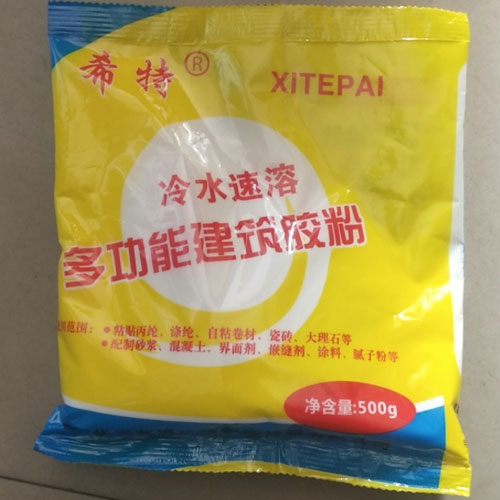 希特®
XITEPAI
冷水速溶
多功能建筑胶粉
用范围:
•粘贴丙纶、涤纶、自粘卷材、瓷砖、大理石等
•配制砂浆、混凝土、界面剂、嵌缝剂、涂料、腻子粉等
净含量:500g